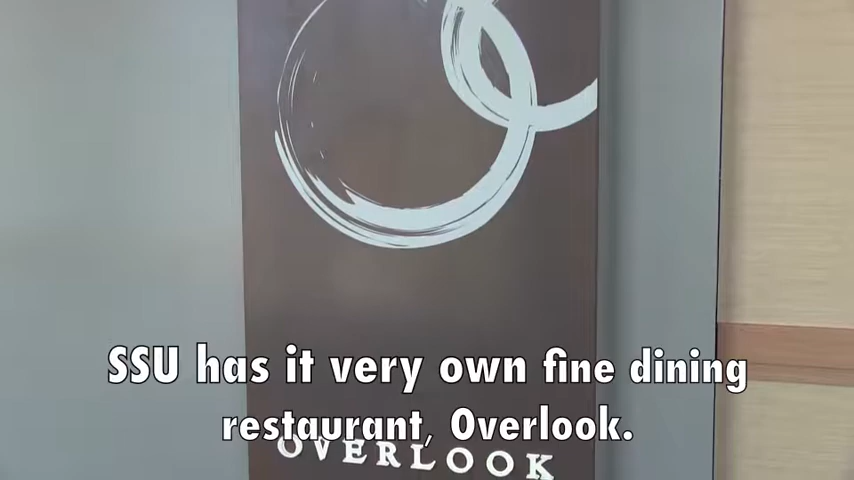 SSU has it very own fine dining
restaurant, Overlook.
OVERLOOK